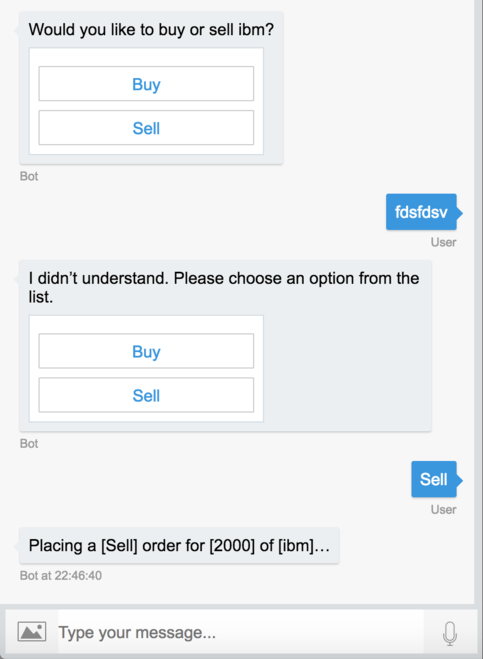 Would you like to buy or sell ibm?
Buy
Sell
Bot
fdsfdsv
User
I didn’t understand. Please choose an option from the
list.
Buy
Sell
Bot
Sell
User
Placing a [Sell] order for [2000] of [ibm]…
Bot at 22:46:40
Type your message...